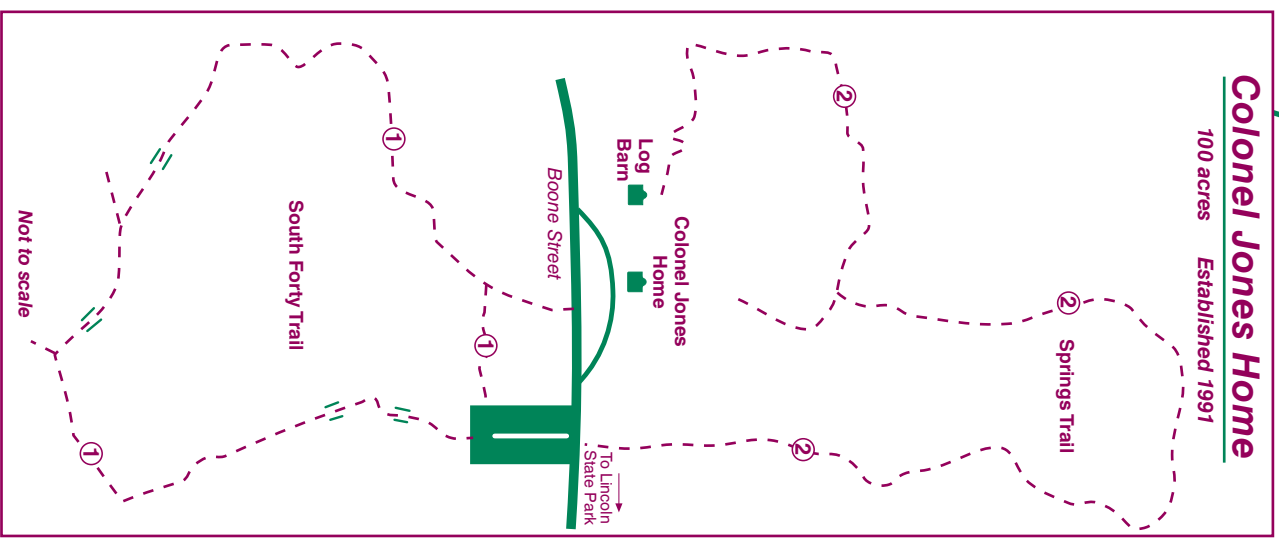 Colonel Jones Home
100 acres Established 1991
2
Springs Trail
2
2
Log
Barn
Colonel Jones
Home
To Lincoln
State Park
Boone Street
1
1
South Forty Trail
1
Not to scale